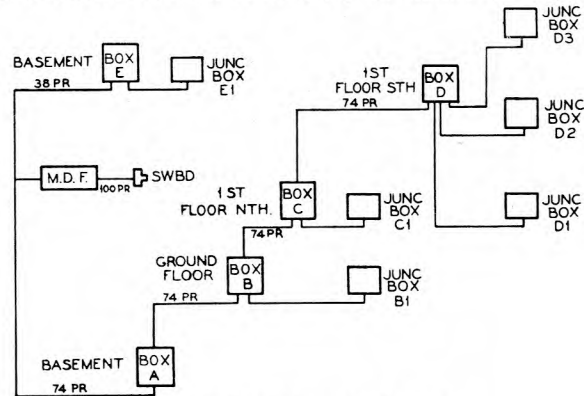 BASEMENT
38 PR
BOX
E
JUNC
BOX
E1
1ST
FLOOR STH
74 PR
BOX
D
JUNC
BOX
D3
JUNC
BOX
D2
JUNC
BOX
D1
M.D.F.
100 PR
SWBD
1ST
FLOOR NTH.
74 PR
BOX
C
JUNC
BOX
C1
GROUND
FLOOR
74 PR
BOX
B
JUNC
BOX
B1
BASEMENT
74 PR
BOX
A